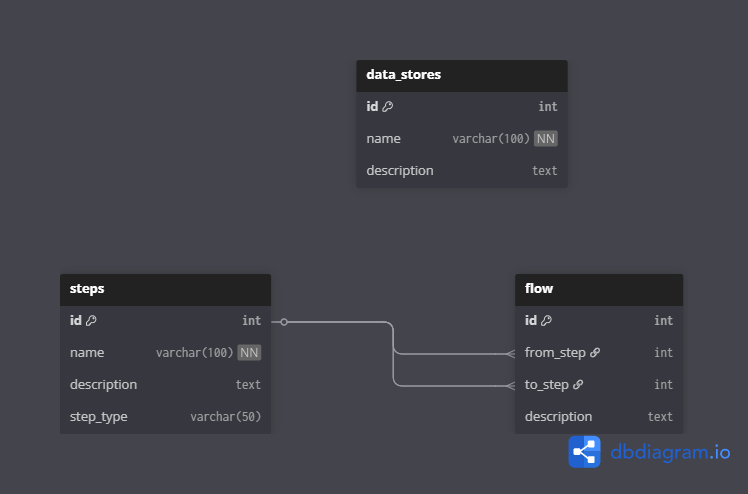 data_stores
id int
name varchar(100) NN
description text
steps
id int
name varchar(100) NN
description text
step_type varchar(50)
flow
id int
from_step int
to_step int
description text
dbdiagram.io